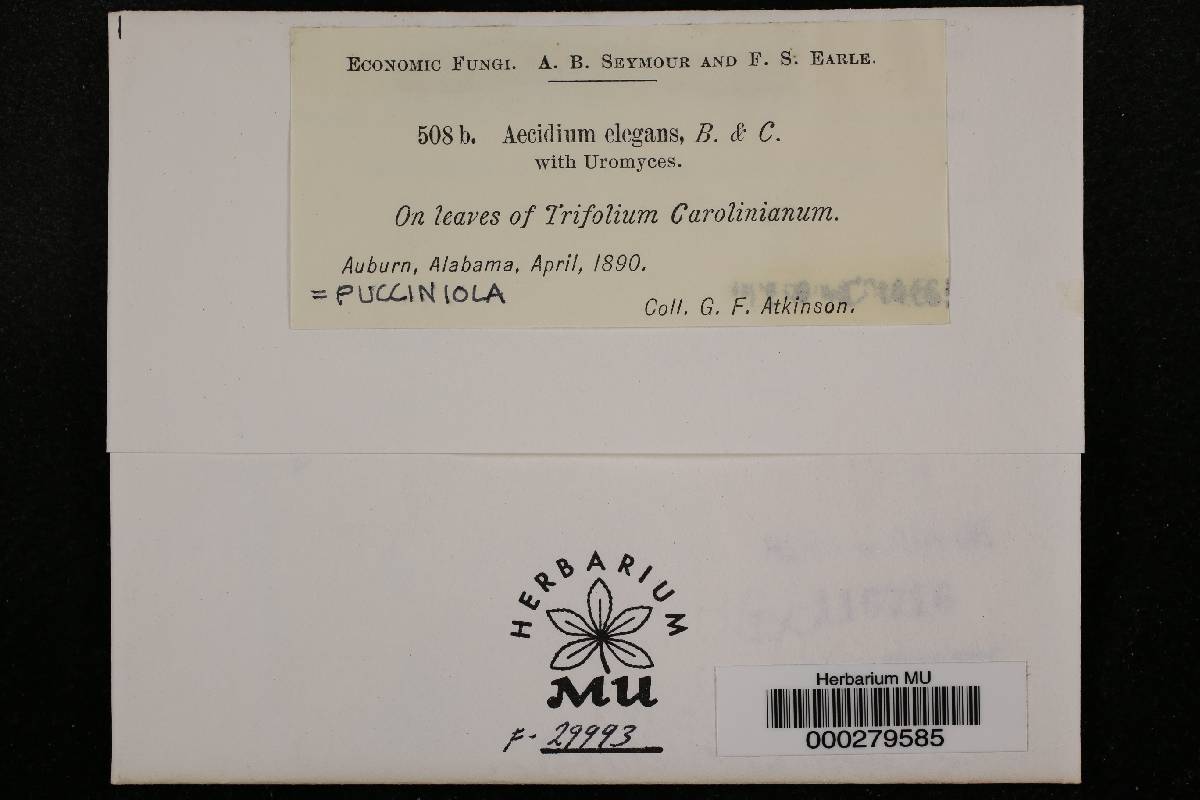 ECONOMIC FUNGI. A. B. SEYMOUR AND F. S. EARLE.
508 b. Aecidium elegans, B. & C.
with Uromyces.
On leaves of Trifolium Carolinianum.
Auburn, Alabama, April, 1890.
= PUCCINIOLA
Coll. G. F. Atkinson.
HERBARIUM
MU
F- 29993
Herbarium MU
000279585